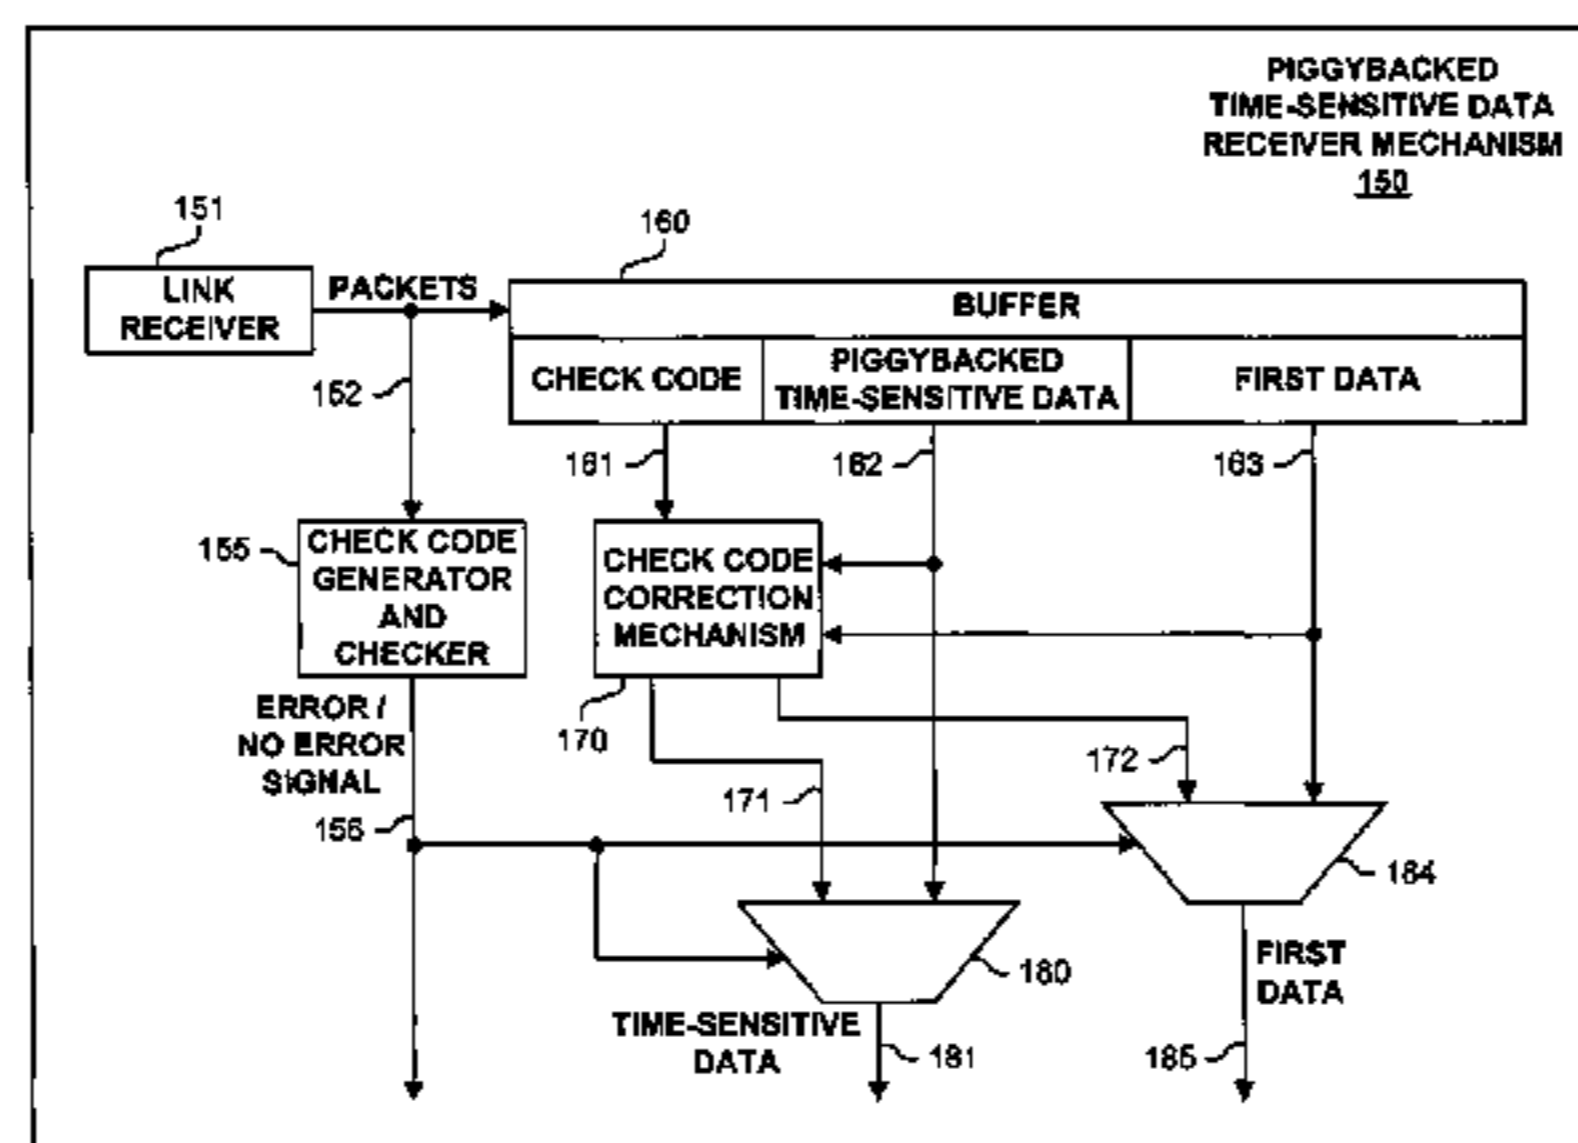 PIGGYBACKED
TIME-SENSITIVE DATA
RECEIVER MECHANISM
150
151
160
LINK
RECEIVER
PACKETS
BUFFER
CHECK CODE
PIGGYBACKED
TIME-SENSITIVE DATA
FIRST DATA
152
161
162
163
155
CHECK CODE
GENERATOR
AND
CHECKER
CHECK CODE
CORRECTION
MECHANISM
ERROR /
NO ERROR
SIGNAL
170
172
171
156
184
180
FIRST
DATA
TIME-SENSITIVE
DATA
181
185